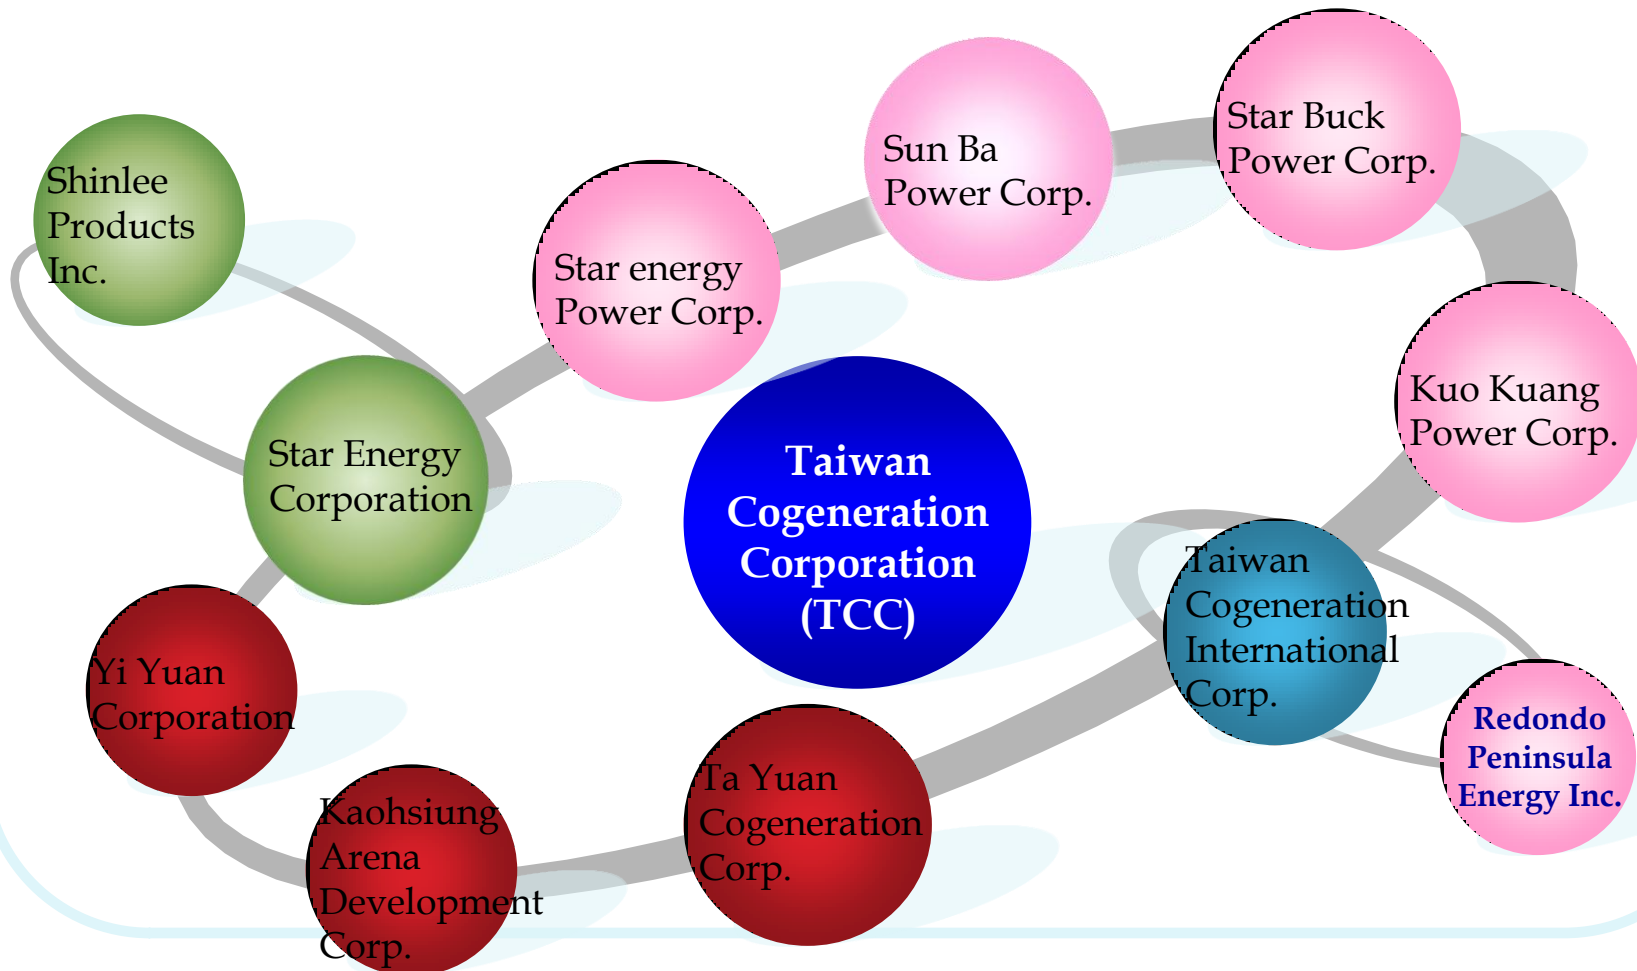 Star Buck
Power Corp.
Sun Ba
Power Corp.
Shinlee
Products
Inc.
Star energy
Power Corp.
Kuo Kuang
Power Corp.
Star Energy
Corporation
Taiwan
Cogeneration
Corporation
(TCC)
Taiwan
Cogeneration
International
Corp.
Yi Yuan
Corporation
Redondo
Peninsula
Energy Inc.
Ta Yuan
Cogeneration
Corp.
Kaohsiung
Arena
Development
Corp.